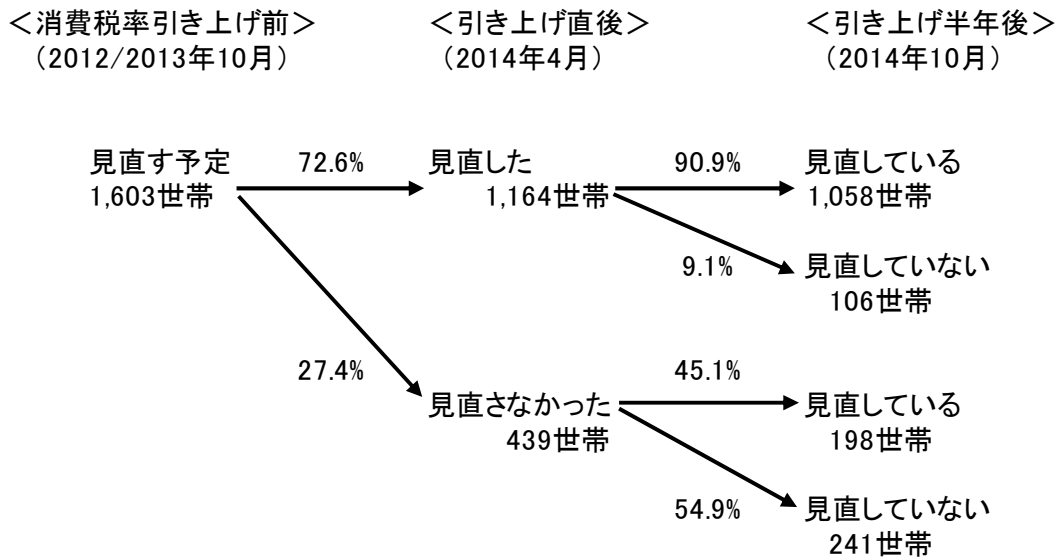 ＜消費税率引き上げ前＞
（2012/2013年10月）
＜引き上げ直後＞
（2014年4月）
＜引き上げ半年後＞
（2014年10月）
見直す予定
1,603世帯
72.6%
見直した
1,164世帯
90.9%
見直している
1,058世帯
9.1%
見直していない
106世帯
27.4%
見直さなかった
439世帯
45.1%
見直している
198世帯
54.9%
見直していない
241世帯